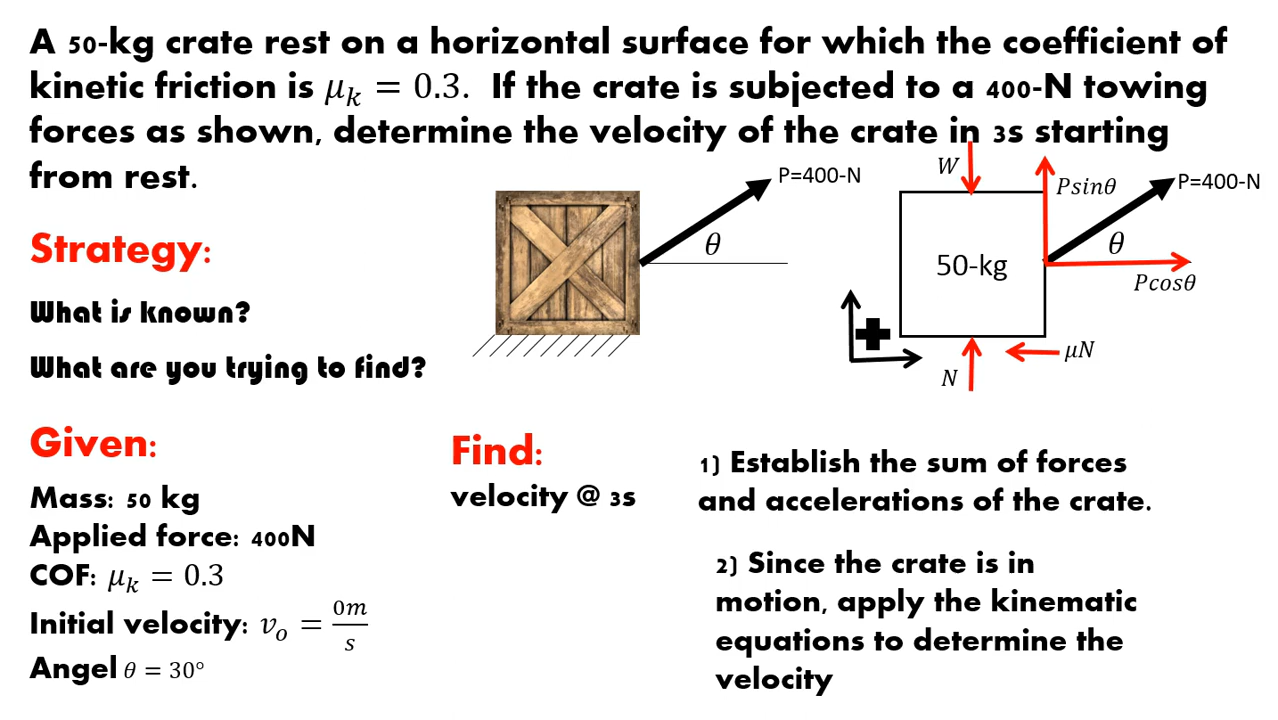 A 50-kg crate rest on a horizontal surface for which the coefficient of
kinetic friction is μₖ = 0.3. If the crate is subjected to a 400-N towing
forces as shown, determine the velocity of the crate in 3s starting
from rest.
P=400-N
θ
W
Psinθ
P=400-N
θ
50-kg
Pcosθ
μN
N
Strategy:
What is known?
What are you trying to find?
Given:
Mass: 50 kg
Applied force: 400N
COF: μₖ = 0.3
Initial velocity: vₒ = 0m/s
Angel θ = 30°
Find:
velocity @ 3s
1) Establish the sum of forces
and accelerations of the crate.
2) Since the crate is in
motion, apply the kinematic
equations to determine the
velocity